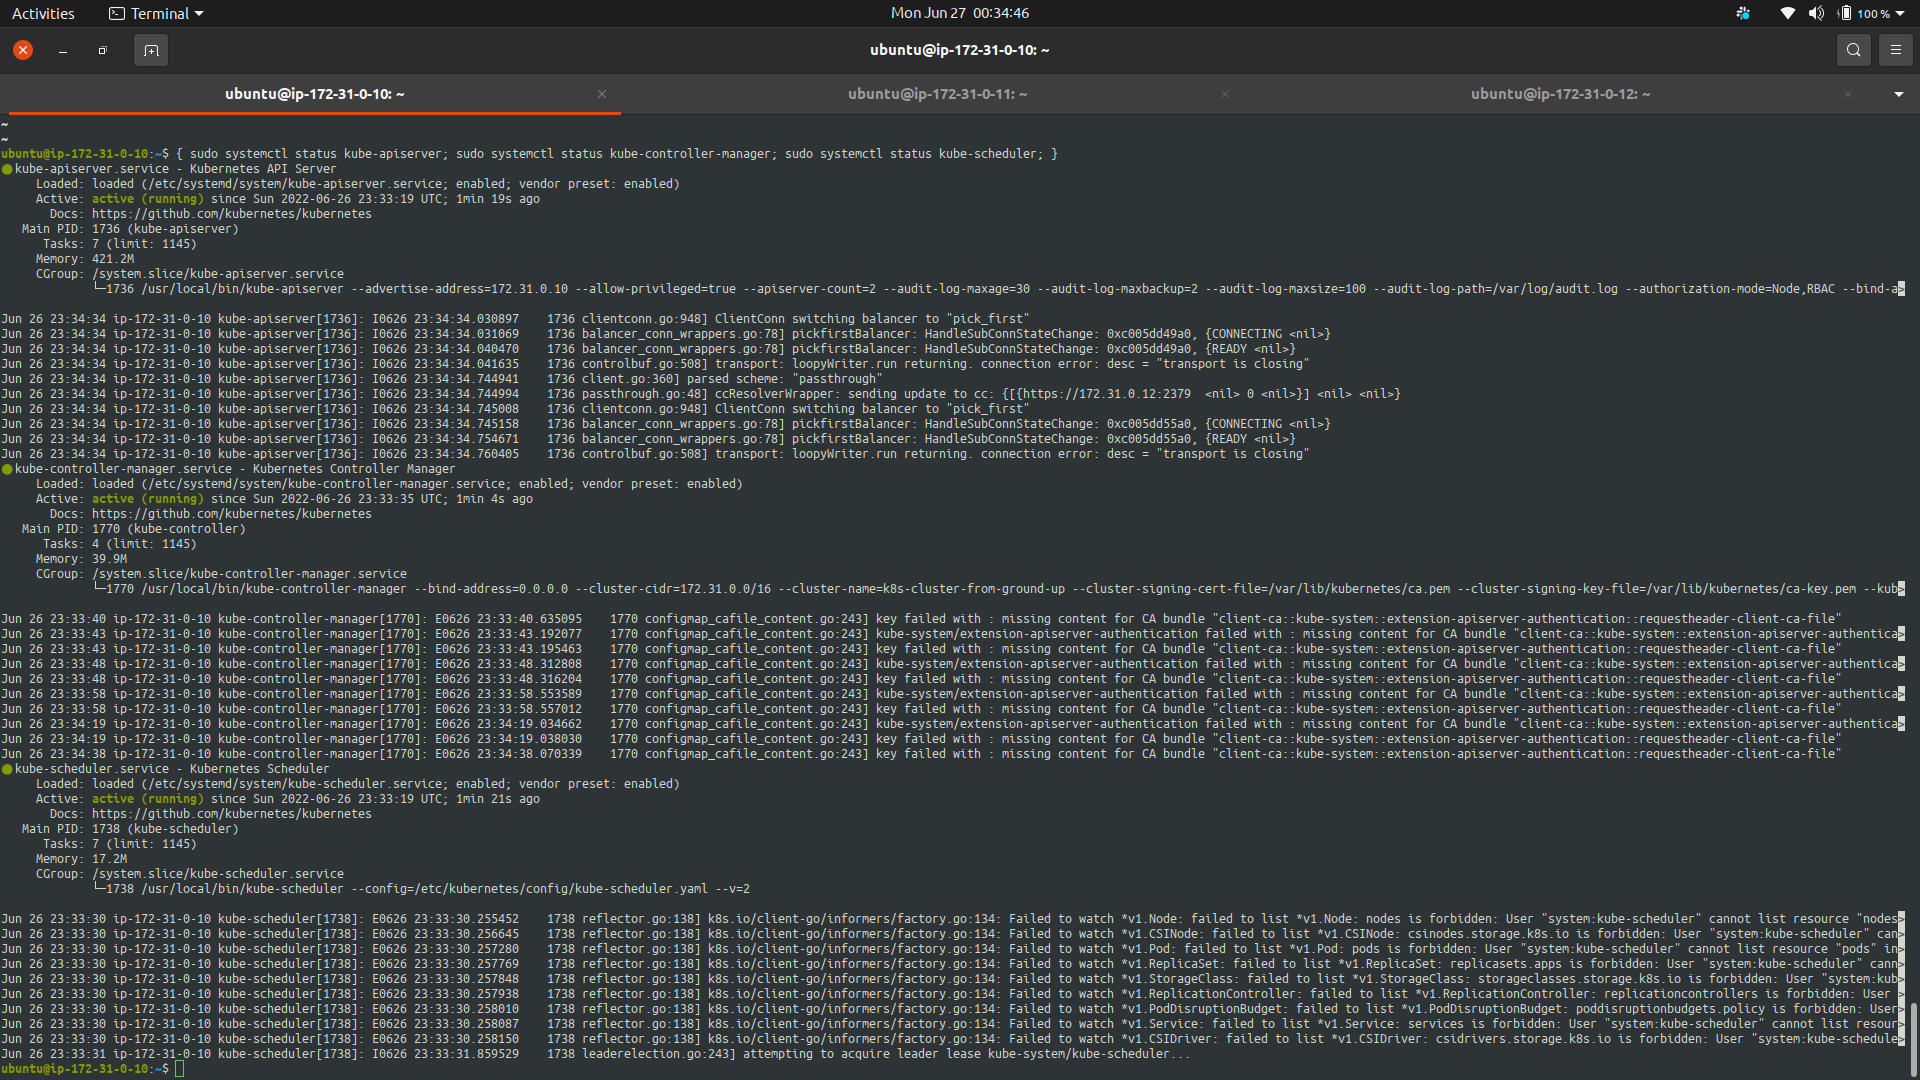 Activities Terminal Mon Jun 27 00:34:46 100 %
ubuntu@ip-172-31-0-10: ~
ubuntu@ip-172-31-0-10: ~ ubuntu@ip-172-31-0-11: ~ ubuntu@ip-172-31-0-12: ~
~
~
ubuntu@ip-172-31-0-10:~$ { sudo systemctl status kube-apiserver; sudo systemctl status kube-controller-manager; sudo systemctl status kube-scheduler; }
● kube-apiserver.service - Kubernetes API Server
Loaded: loaded (/etc/systemd/system/kube-apiserver.service; enabled; vendor preset: enabled)
Active: active (running) since Sun 2022-06-26 23:33:19 UTC; 1min 19s ago
Docs: https://github.com/kubernetes/kubernetes
Main PID: 1736 (kube-apiserver)
Tasks: 7 (limit: 1145)
Memory: 421.2M
CGroup: /system.slice/kube-apiserver.service
└─1736 /usr/local/bin/kube-apiserver --advertise-address=172.31.0.10 --allow-privileged=true --apiserver-count=2 --audit-log-maxage=30 --audit-log-maxbackup=2 --audit-log-maxsize=100 --audit-log-path=/var/log/audit.log --authorization-mode=Node,RBAC --bind-a>
Jun 26 23:34:34 ip-172-31-0-10 kube-apiserver[1736]: I0626 23:34:34.030897 1736 clientconn.go:948] ClientConn switching balancer to "pick_first"
Jun 26 23:34:34 ip-172-31-0-10 kube-apiserver[1736]: I0626 23:34:34.031069 1736 balancer_conn_wrappers.go:78] pickfirstBalancer: HandleSubConnStateChange: 0xc005dd49a0, {CONNECTING <nil>}
Jun 26 23:34:34 ip-172-31-0-10 kube-apiserver[1736]: I0626 23:34:34.040470 1736 balancer_conn_wrappers.go:78] pickfirstBalancer: HandleSubConnStateChange: 0xc005dd49a0, {READY <nil>}
Jun 26 23:34:34 ip-172-31-0-10 kube-apiserver[1736]: I0626 23:34:34.041635 1736 controlbuf.go:508] transport: loopyWriter.run returning. connection error: desc = "transport is closing"
Jun 26 23:34:34 ip-172-31-0-10 kube-apiserver[1736]: I0626 23:34:34.744941 1736 client.go:360] parsed scheme: "passthrough"
Jun 26 23:34:34 ip-172-31-0-10 kube-apiserver[1736]: I0626 23:34:34.744994 1736 passthrough.go:48] ccResolverWrapper: sending update to cc: {[{https://172.31.0.12:2379 <nil> 0 <nil>}] <nil> <nil>}
Jun 26 23:34:34 ip-172-31-0-10 kube-apiserver[1736]: I0626 23:34:34.745008 1736 clientconn.go:948] ClientConn switching balancer to "pick_first"
Jun 26 23:34:34 ip-172-31-0-10 kube-apiserver[1736]: I0626 23:34:34.745158 1736 balancer_conn_wrappers.go:78] pickfirstBalancer: HandleSubConnStateChange: 0xc005dd55a0, {CONNECTING <nil>}
Jun 26 23:34:34 ip-172-31-0-10 kube-apiserver[1736]: I0626 23:34:34.754671 1736 balancer_conn_wrappers.go:78] pickfirstBalancer: HandleSubConnStateChange: 0xc005dd55a0, {READY <nil>}
Jun 26 23:34:34 ip-172-31-0-10 kube-apiserver[1736]: I0626 23:34:34.760405 1736 controlbuf.go:508] transport: loopyWriter.run returning. connection error: desc = "transport is closing"
● kube-controller-manager.service - Kubernetes Controller Manager
Loaded: loaded (/etc/systemd/system/kube-controller-manager.service; enabled; vendor preset: enabled)
Active: active (running) since Sun 2022-06-26 23:33:35 UTC; 1min 4s ago
Docs: https://github.com/kubernetes/kubernetes
Main PID: 1770 (kube-controller)
Tasks: 4 (limit: 1145)
Memory: 39.9M
CGroup: /system.slice/kube-controller-manager.service
└─1770 /usr/local/bin/kube-controller-manager --bind-address=0.0.0.0 --cluster-cidr=172.31.0.0/16 --cluster-name=k8s-cluster-from-ground-up --cluster-signing-cert-file=/var/lib/kubernetes/ca.pem --cluster-signing-key-file=/var/lib/kubernetes/ca-key.pem --kub>
Jun 26 23:33:40 ip-172-31-0-10 kube-controller-manager[1770]: E0626 23:33:40.635095 1770 configmap_cafile_content.go:243] key failed with : missing content for CA bundle "client-ca::kube-system::extension-apiserver-authentication::requestheader-client-ca-file"
Jun 26 23:33:43 ip-172-31-0-10 kube-controller-manager[1770]: E0626 23:33:43.192077 1770 configmap_cafile_content.go:243] kube-system/extension-apiserver-authentication failed with : missing content for CA bundle "client-ca::kube-system::extension-apiserver-authentica>
Jun 26 23:33:43 ip-172-31-0-10 kube-controller-manager[1770]: E0626 23:33:43.195463 1770 configmap_cafile_content.go:243] key failed with : missing content for CA bundle "client-ca::kube-system::extension-apiserver-authentication::requestheader-client-ca-file"
Jun 26 23:33:48 ip-172-31-0-10 kube-controller-manager[1770]: E0626 23:33:48.312808 1770 configmap_cafile_content.go:243] kube-system/extension-apiserver-authentication failed with : missing content for CA bundle "client-ca::kube-system::extension-apiserver-authentica>
Jun 26 23:33:48 ip-172-31-0-10 kube-controller-manager[1770]: E0626 23:33:48.316204 1770 configmap_cafile_content.go:243] key failed with : missing content for CA bundle "client-ca::kube-system::extension-apiserver-authentication::requestheader-client-ca-file"
Jun 26 23:33:58 ip-172-31-0-10 kube-controller-manager[1770]: E0626 23:33:58.553589 1770 configmap_cafile_content.go:243] kube-system/extension-apiserver-authentication failed with : missing content for CA bundle "client-ca::kube-system::extension-apiserver-authentica>
Jun 26 23:33:58 ip-172-31-0-10 kube-controller-manager[1770]: E0626 23:33:58.557012 1770 configmap_cafile_content.go:243] key failed with : missing content for CA bundle "client-ca::kube-system::extension-apiserver-authentication::requestheader-client-ca-file"
Jun 26 23:34:19 ip-172-31-0-10 kube-controller-manager[1770]: E0626 23:34:19.034662 1770 configmap_cafile_content.go:243] kube-system/extension-apiserver-authentication failed with : missing content for CA bundle "client-ca::kube-system::extension-apiserver-authentica>
Jun 26 23:34:19 ip-172-31-0-10 kube-controller-manager[1770]: E0626 23:34:19.038030 1770 configmap_cafile_content.go:243] key failed with : missing content for CA bundle "client-ca::kube-system::extension-apiserver-authentication::requestheader-client-ca-file"
Jun 26 23:34:38 ip-172-31-0-10 kube-controller-manager[1770]: E0626 23:34:38.070339 1770 configmap_cafile_content.go:243] key failed with : missing content for CA bundle "client-ca::kube-system::extension-apiserver-authentication::requestheader-client-ca-file"
● kube-scheduler.service - Kubernetes Scheduler
Loaded: loaded (/etc/systemd/system/kube-scheduler.service; enabled; vendor preset: enabled)
Active: active (running) since Sun 2022-06-26 23:33:19 UTC; 1min 21s ago
Docs: https://github.com/kubernetes/kubernetes
Main PID: 1738 (kube-scheduler)
Tasks: 7 (limit: 1145)
Memory: 17.2M
CGroup: /system.slice/kube-scheduler.service
└─1738 /usr/local/bin/kube-scheduler --config=/etc/kubernetes/config/kube-scheduler.yaml --v=2
Jun 26 23:33:30 ip-172-31-0-10 kube-scheduler[1738]: E0626 23:33:30.255452 1738 reflector.go:138] k8s.io/client-go/informers/factory.go:134: Failed to watch *v1.Node: failed to list *v1.Node: nodes is forbidden: User "system:kube-scheduler" cannot list resource "nodes>
Jun 26 23:33:30 ip-172-31-0-10 kube-scheduler[1738]: E0626 23:33:30.256645 1738 reflector.go:138] k8s.io/client-go/informers/factory.go:134: Failed to watch *v1.CSINode: failed to list *v1.CSINode: csinodes.storage.k8s.io is forbidden: User "system:kube-scheduler" can>
Jun 26 23:33:30 ip-172-31-0-10 kube-scheduler[1738]: E0626 23:33:30.257280 1738 reflector.go:138] k8s.io/client-go/informers/factory.go:134: Failed to watch *v1.Pod: failed to list *v1.Pod: pods is forbidden: User "system:kube-scheduler" cannot list resource "pods" in>
Jun 26 23:33:30 ip-172-31-0-10 kube-scheduler[1738]: E0626 23:33:30.257769 1738 reflector.go:138] k8s.io/client-go/informers/factory.go:134: Failed to watch *v1.ReplicaSet: failed to list *v1.ReplicaSet: replicasets.apps is forbidden: User "system:kube-scheduler" cann>
Jun 26 23:33:30 ip-172-31-0-10 kube-scheduler[1738]: E0626 23:33:30.257848 1738 reflector.go:138] k8s.io/client-go/informers/factory.go:134: Failed to watch *v1.StorageClass: failed to list *v1.StorageClass: storageclasses.storage.k8s.io is forbidden: User "system:kub>
Jun 26 23:33:30 ip-172-31-0-10 kube-scheduler[1738]: E0626 23:33:30.257938 1738 reflector.go:138] k8s.io/client-go/informers/factory.go:134: Failed to watch *v1.ReplicationController: failed to list *v1.ReplicationController: replicationcontrollers is forbidden: User >
Jun 26 23:33:30 ip-172-31-0-10 kube-scheduler[1738]: E0626 23:33:30.258010 1738 reflector.go:138] k8s.io/client-go/informers/factory.go:134: Failed to watch *v1.PodDisruptionBudget: failed to list *v1.PodDisruptionBudget: poddisruptionbudgets.policy is forbidden: User>
Jun 26 23:33:30 ip-172-31-0-10 kube-scheduler[1738]: E0626 23:33:30.258087 1738 reflector.go:138] k8s.io/client-go/informers/factory.go:134: Failed to watch *v1.Service: failed to list *v1.Service: services is forbidden: User "system:kube-scheduler" cannot list resour>
Jun 26 23:33:30 ip-172-31-0-10 kube-scheduler[1738]: E0626 23:33:30.258150 1738 reflector.go:138] k8s.io/client-go/informers/factory.go:134: Failed to watch *v1.CSIDriver: failed to list *v1.CSIDriver: csidrivers.storage.k8s.io is forbidden: User "system:kube-schedule>
Jun 26 23:33:31 ip-172-31-0-10 kube-scheduler[1738]: I0626 23:33:31.859529 1738 leaderelection.go:243] attempting to acquire leader lease kube-system/kube-scheduler...
ubuntu@ip-172-31-0-10:~$